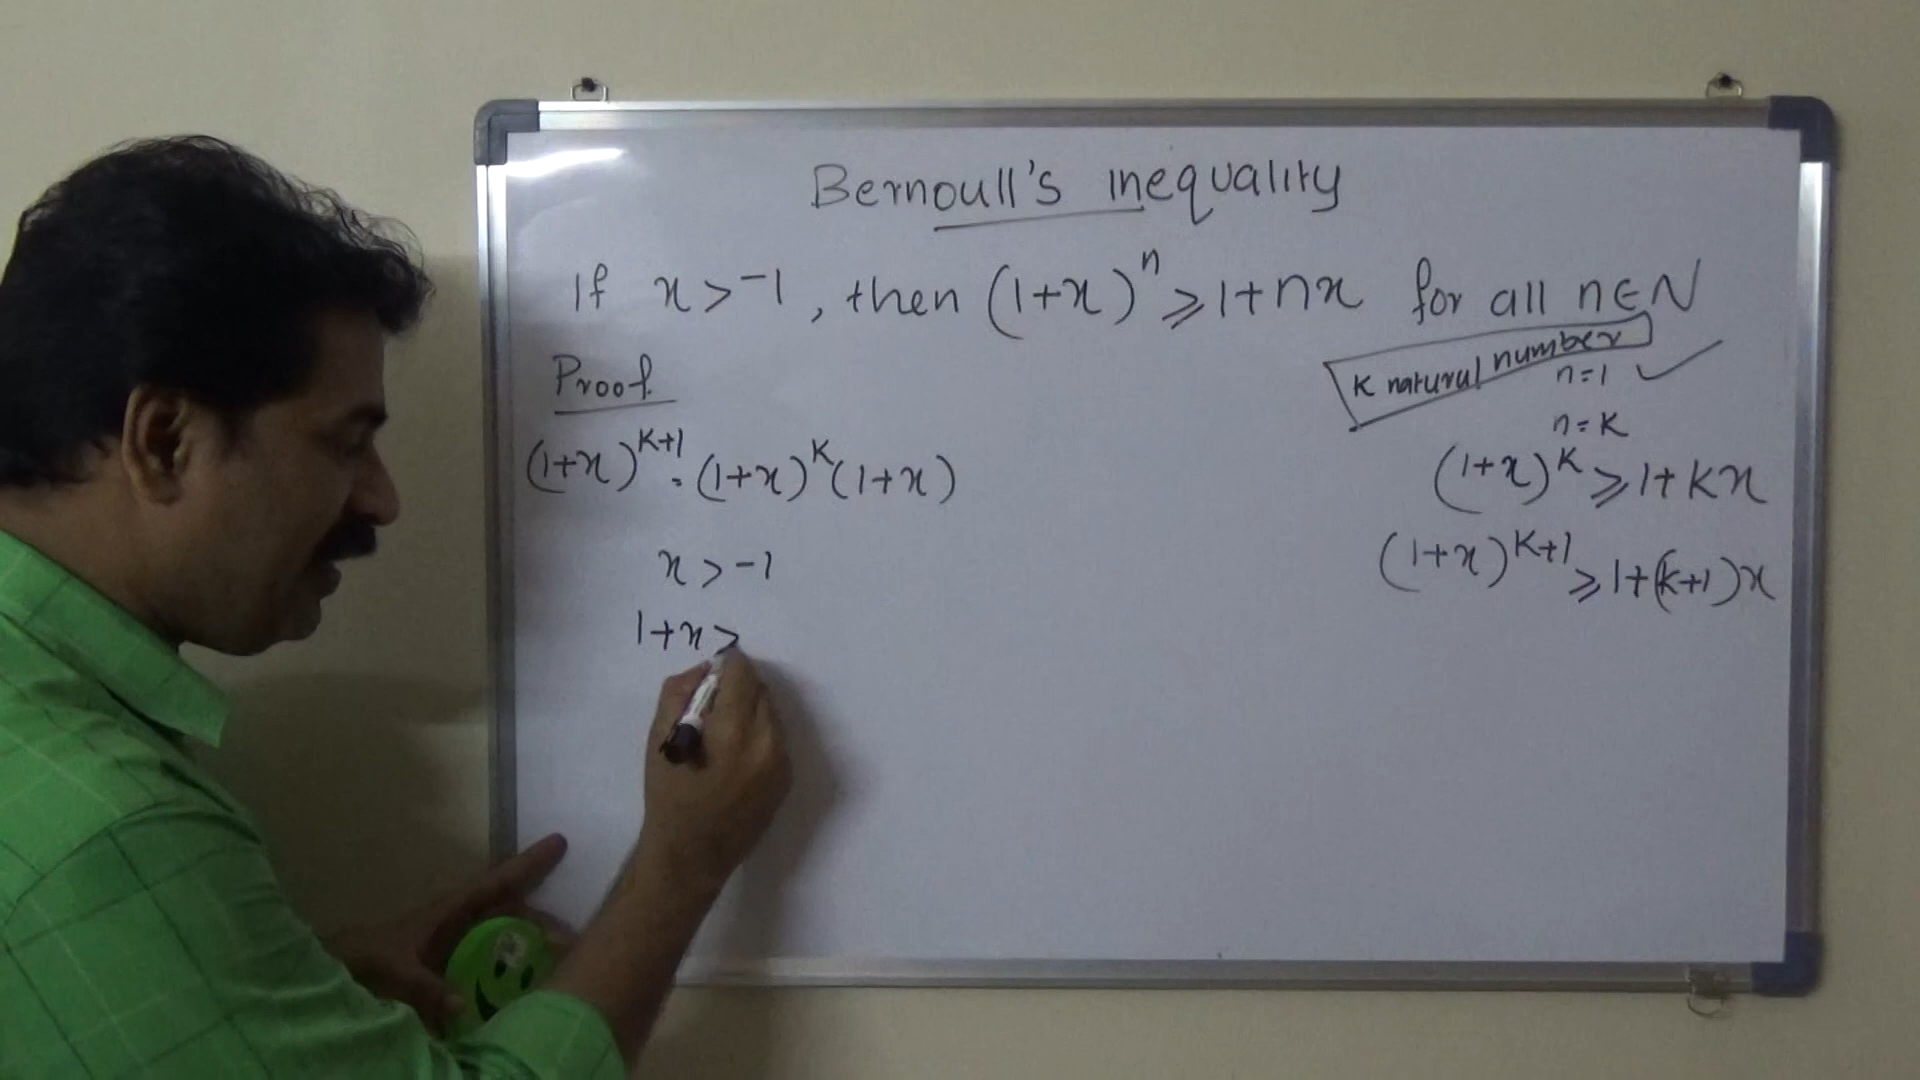 Bernoull's inequality
If x > -1, then (1+x)^n ≥ 1+nx for all n∈N
Proof
K natural number
n=1 ✓
n=K
(1+x)^{K+1} = (1+x)^K (1+x)
(1+x)^K ≥ 1+Kx
x > -1
(1+x)^{K+1} ≥ 1+(K+1)x
1+x >